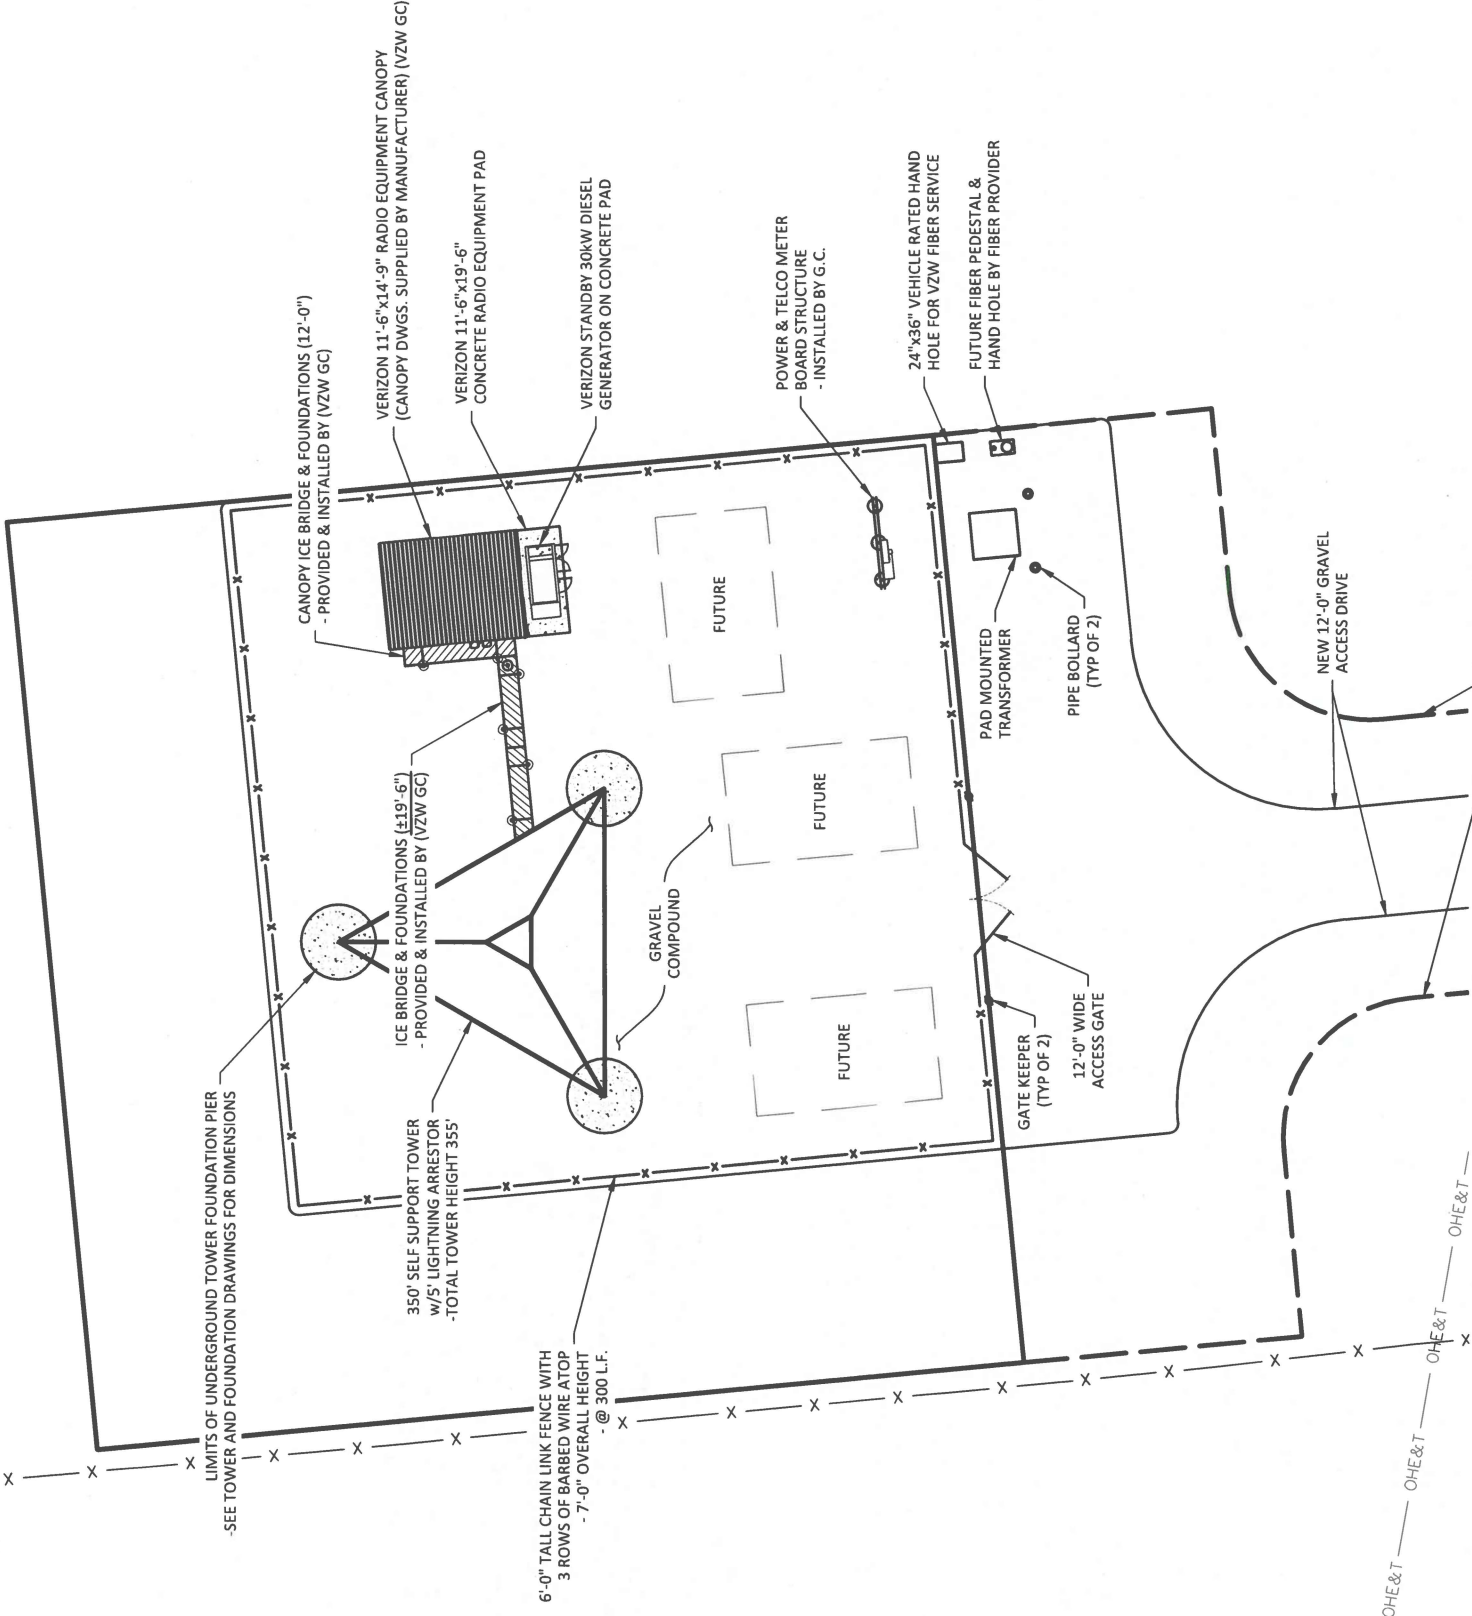 LIMITS OF UNDERGROUND TOWER FOUNDATION PIER
-SEE TOWER AND FOUNDATION DRAWINGS FOR DIMENSIONS
CANOPY ICE BRIDGE & FOUNDATIONS (12'-0")
- PROVIDED & INSTALLED BY (VZW GC)
VERIZON 11'-6"x14'-9" RADIO EQUIPMENT CANOPY
(CANOPY DWGS. SUPPLIED BY MANUFACTURER) (VZW GC)
VERIZON 11'-6"x19'-6"
CONCRETE RADIO EQUIPMENT PAD
VERIZON STANDBY 30kW DIESEL
GENERATOR ON CONCRETE PAD
ICE BRIDGE & FOUNDATIONS (±19'-6")
- PROVIDED & INSTALLED BY (VZW GC)
350' SELF SUPPORT TOWER
w/5' LIGHTNING ARRESTOR
-TOTAL TOWER HEIGHT 355'
6'-0" TALL CHAIN LINK FENCE WITH
3 ROWS OF BARBED WIRE ATOP
- 7'-0" OVERALL HEIGHT
- @ 300 L.F.
GRAVEL
COMPOUND
FUTURE
FUTURE
FUTURE
POWER & TELCO METER
BOARD STRUCTURE
- INSTALLED BY G.C.
24"x36" VEHICLE RATED HAND
HOLE FOR VZW FIBER SERVICE
FUTURE FIBER PEDESTAL &
HAND HOLE BY FIBER PROVIDER
PAD MOUNTED
TRANSFORMER
PIPE BOLLARD
(TYP OF 2)
GATE KEEPER
(TYP OF 2)
12'-0" WIDE
ACCESS GATE
NEW 12'-0" GRAVEL
ACCESS DRIVE
OHE&T
OHE&T
OHE&T
OHE&T